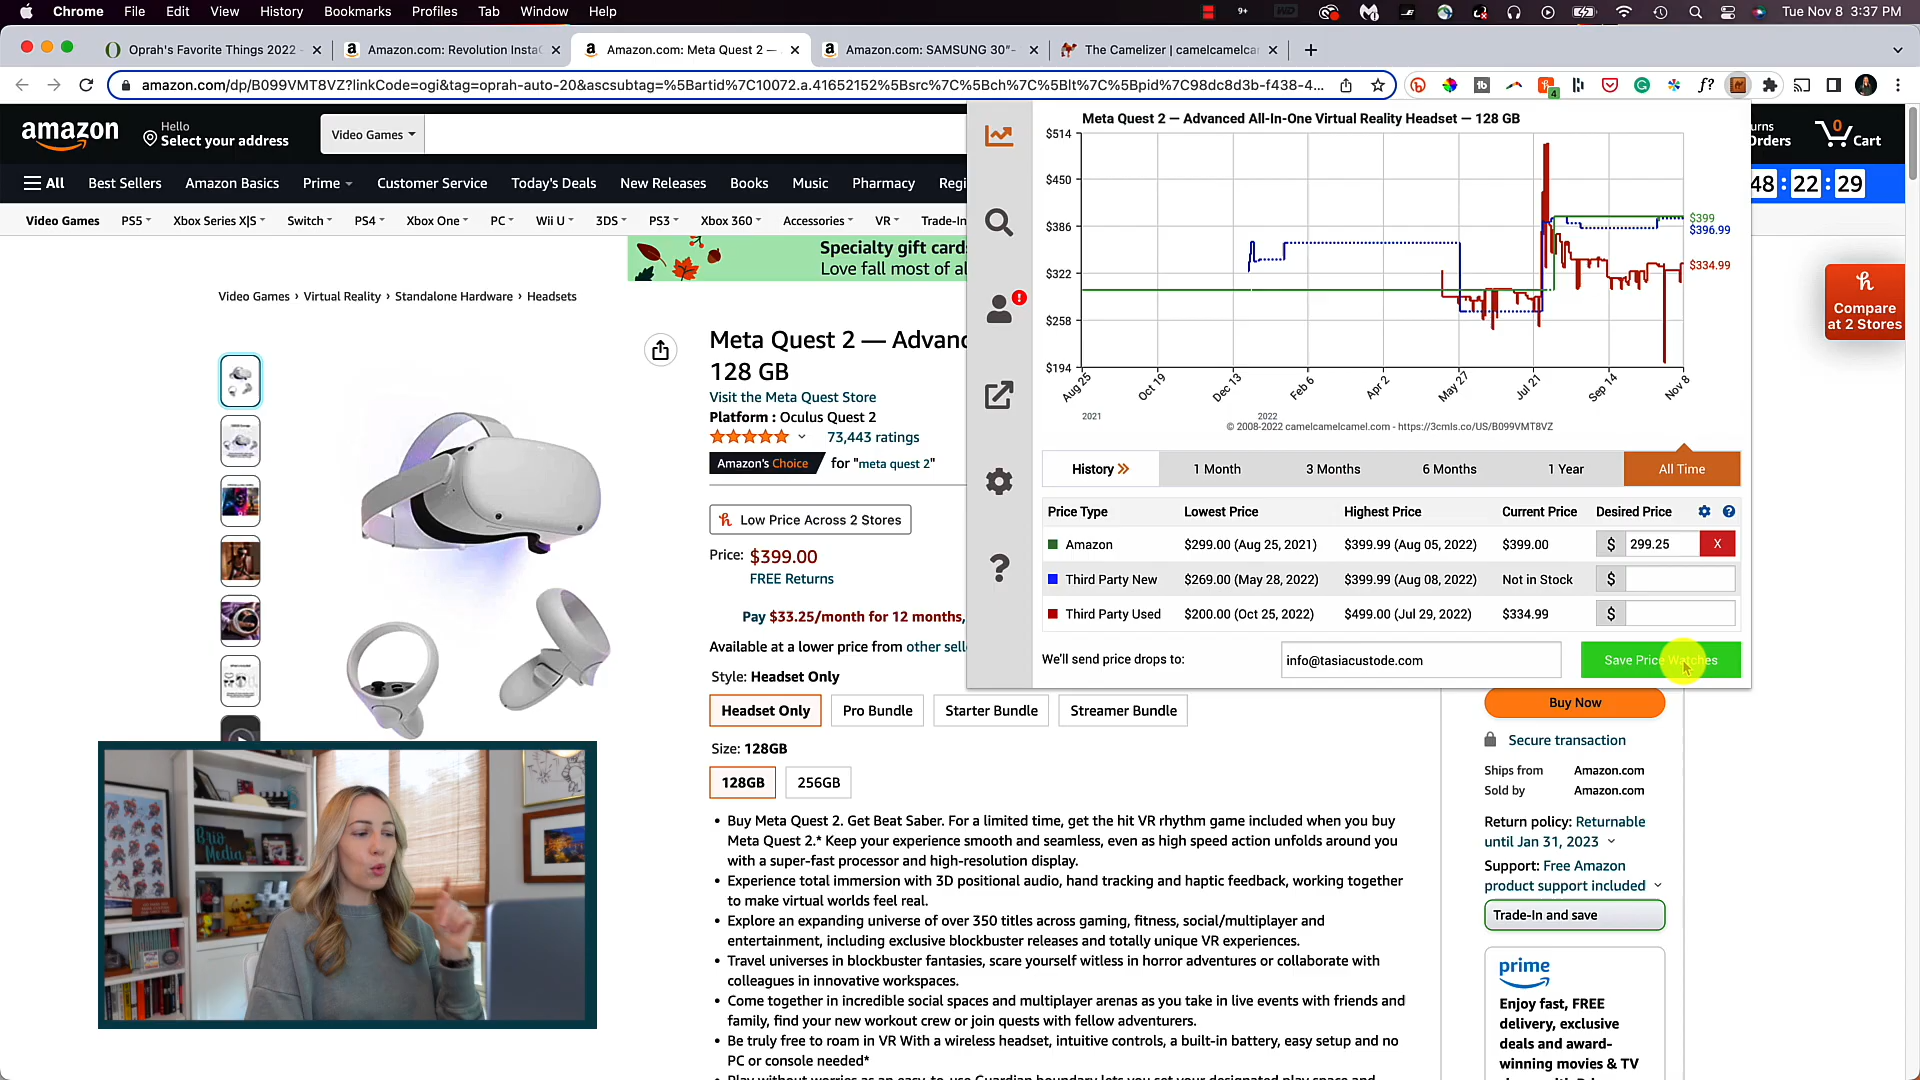 Chrome File Edit View History Bookmarks Profiles Tab Window Help
9+ Tue Nov 8 3:37 PM
Oprah's Favorite Things 2022 -
Amazon.com: Revolution InstaG
Amazon.com: Meta Quest 2 —
Amazon.com: SAMSUNG 30"-
The Camelizer | camelcamelca
amazon.com/dp/B099VMT8VZ?linkCode=ogi&tag=oprah-auto-20&ascsubtag=%5Bartid%7C10072.a.41652152%5Bsrc%7C%5Bch%7C%5Blt%7C%5Bpid%7C98dc8d3b-f438-4...
amazon
Hello
Select your address
Video Games
0
Cart
urns
Orders
All Best Sellers Amazon Basics Prime Customer Service Today's Deals New Releases Books Music Pharmacy Regi
48 : 22 : 29
Video Games PS5 Xbox Series X|S Switch PS4 Xbox One PC Wii U 3DS PS3 Xbox 360 Accessories VR Trade-In
Specialty gift card
Love fall most of al
Video Games › Virtual Reality › Standalone Hardware › Headsets
Meta Quest 2 — Advanc
128 GB
Visit the Meta Quest Store
Platform : Oculus Quest 2
73,443 ratings
Amazon's Choice for "meta quest 2"
Low Price Across 2 Stores
Price: $399.00
FREE Returns
Pay $33.25/month for 12 months,
Available at a lower price from other sell
Style: Headset Only
Headset Only Pro Bundle Starter Bundle Streamer Bundle
Size: 128GB
128GB 256GB
• Buy Meta Quest 2. Get Beat Saber. For a limited time, get the hit VR rhythm game included when you buy
Meta Quest 2.* Keep your experience smooth and seamless, even as high speed action unfolds around you
with a super-fast processor and high-resolution display.
• Experience total immersion with 3D positional audio, hand tracking and haptic feedback, working together
to make virtual worlds feel real.
• Explore an expanding universe of over 350 titles across gaming, fitness, social/multiplayer and
entertainment, including exclusive blockbuster releases and totally unique VR experiences.
• Travel universes in blockbuster fantasies, scare yourself witless in horror adventures or collaborate with
colleagues in innovative workspaces.
• Come together in incredible social spaces and multiplayer arenas as you take in live events with friends and
family, find your new workout crew or join quests with fellow adventurers.
• Be truly free to roam in VR With a wireless headset, intuitive controls, a built-in battery, easy setup and no
PC or console needed*
Meta Quest 2 — Advanced All-In-One Virtual Reality Headset — 128 GB
$514
$450
$386
$322
$258
$194
$399
$396.99
$334.99
Aug 25 Oct 19 Dec 13 Feb 6 Apr 2 May 27 Jul 21 Sep 14 Nov 8
2021 2022
© 2008-2022 camelcamelcamel.com - https://3cmls.co/US/B099VMT8VZ
History 1 Month 3 Months 6 Months 1 Year All Time
Price Type Lowest Price Highest Price Current Price Desired Price
Amazon $299.00 (Aug 25, 2021) $399.99 (Aug 05, 2022) $399.00 $ 299.25 X
Third Party New $269.00 (May 28, 2022) $399.99 (Aug 08, 2022) Not in Stock $
Third Party Used $200.00 (Oct 25, 2022) $499.00 (Jul 29, 2022) $334.99 $
We'll send price drops to: info@tasiacustode.com Save Price Watches
Compare
at 2 Stores
Buy Now
Secure transaction
Ships from Amazon.com
Sold by Amazon.com
Return policy: Returnable
until Jan 31, 2023
Support: Free Amazon
product support included
Trade-In and save
prime
Enjoy fast, FREE
delivery, exclusive
deals and award-
winning movies & TV
Brio
Media